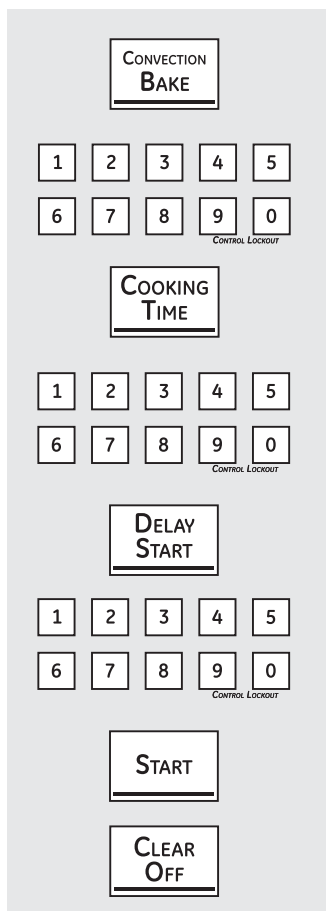 CONVECTION
BAKE
1 2 3 4 5
6 7 8 9 0
CONTROL LOCKOUT
COOKING
TIME
1 2 3 4 5
6 7 8 9 0
CONTROL LOCKOUT
DELAY
START
1 2 3 4 5
6 7 8 9 0
CONTROL LOCKOUT
START
CLEAR
OFF